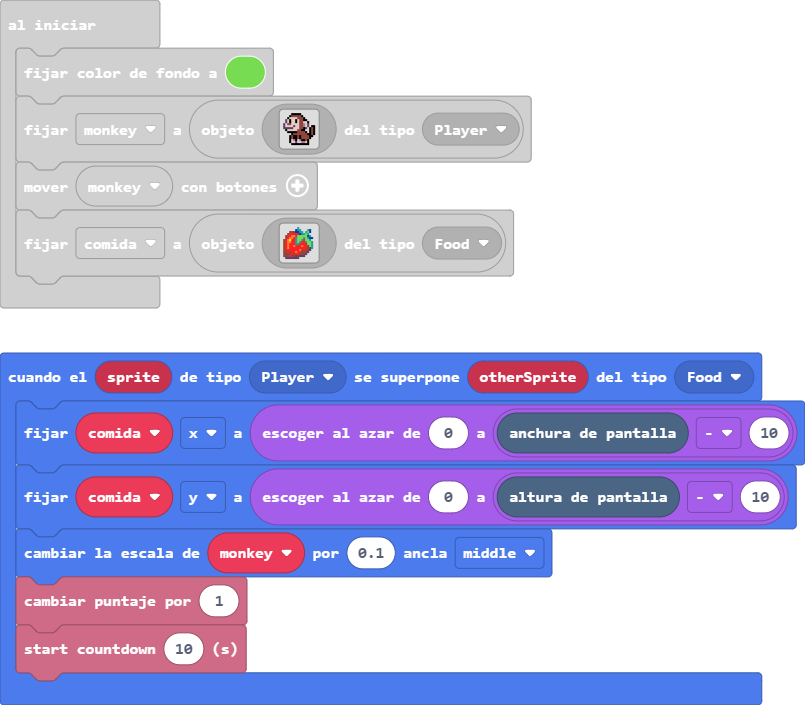 al iniciar
fijar color de fondo a
fijar monkey a objeto del tipo Player
mover monkey con botones
fijar comida a objeto del tipo Food
cuando el sprite de tipo Player se superpone otherSprite del tipo Food
fijar comida x a escoger al azar de 0 a anchura de pantalla - 10
fijar comida y a escoger al azar de 0 a altura de pantalla - 10
cambiar la escala de monkey por 0.1 ancla middle
cambiar puntaje por 1
start countdown 10 (s)